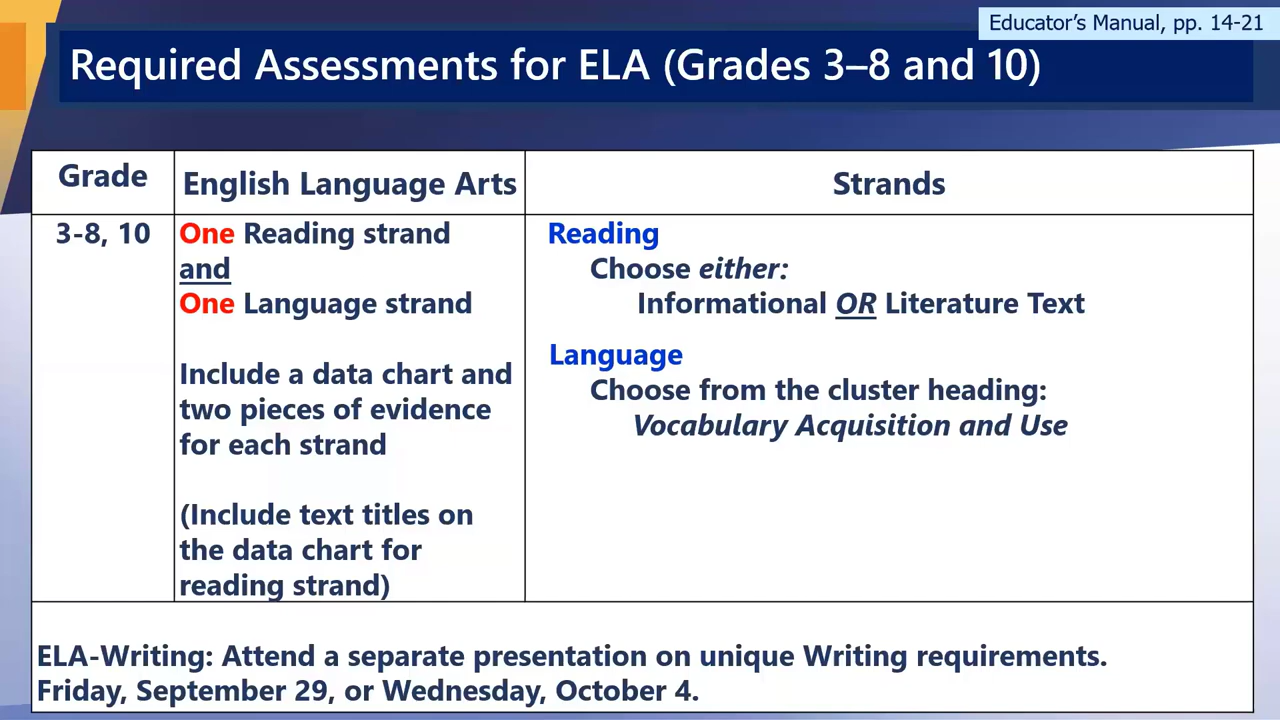 Educator's Manual, pp. 14-21
Required Assessments for ELA (Grades 3–8 and 10)
Grade
English Language Arts
Strands
3-8, 10
One Reading strand
and
One Language strand
Include a data chart and
two pieces of evidence
for each strand
(Include text titles on
the data chart for
reading strand)
Reading
Choose either:
Informational OR Literature Text
Language
Choose from the cluster heading:
Vocabulary Acquisition and Use
ELA-Writing: Attend a separate presentation on unique Writing requirements.
Friday, September 29, or Wednesday, October 4.